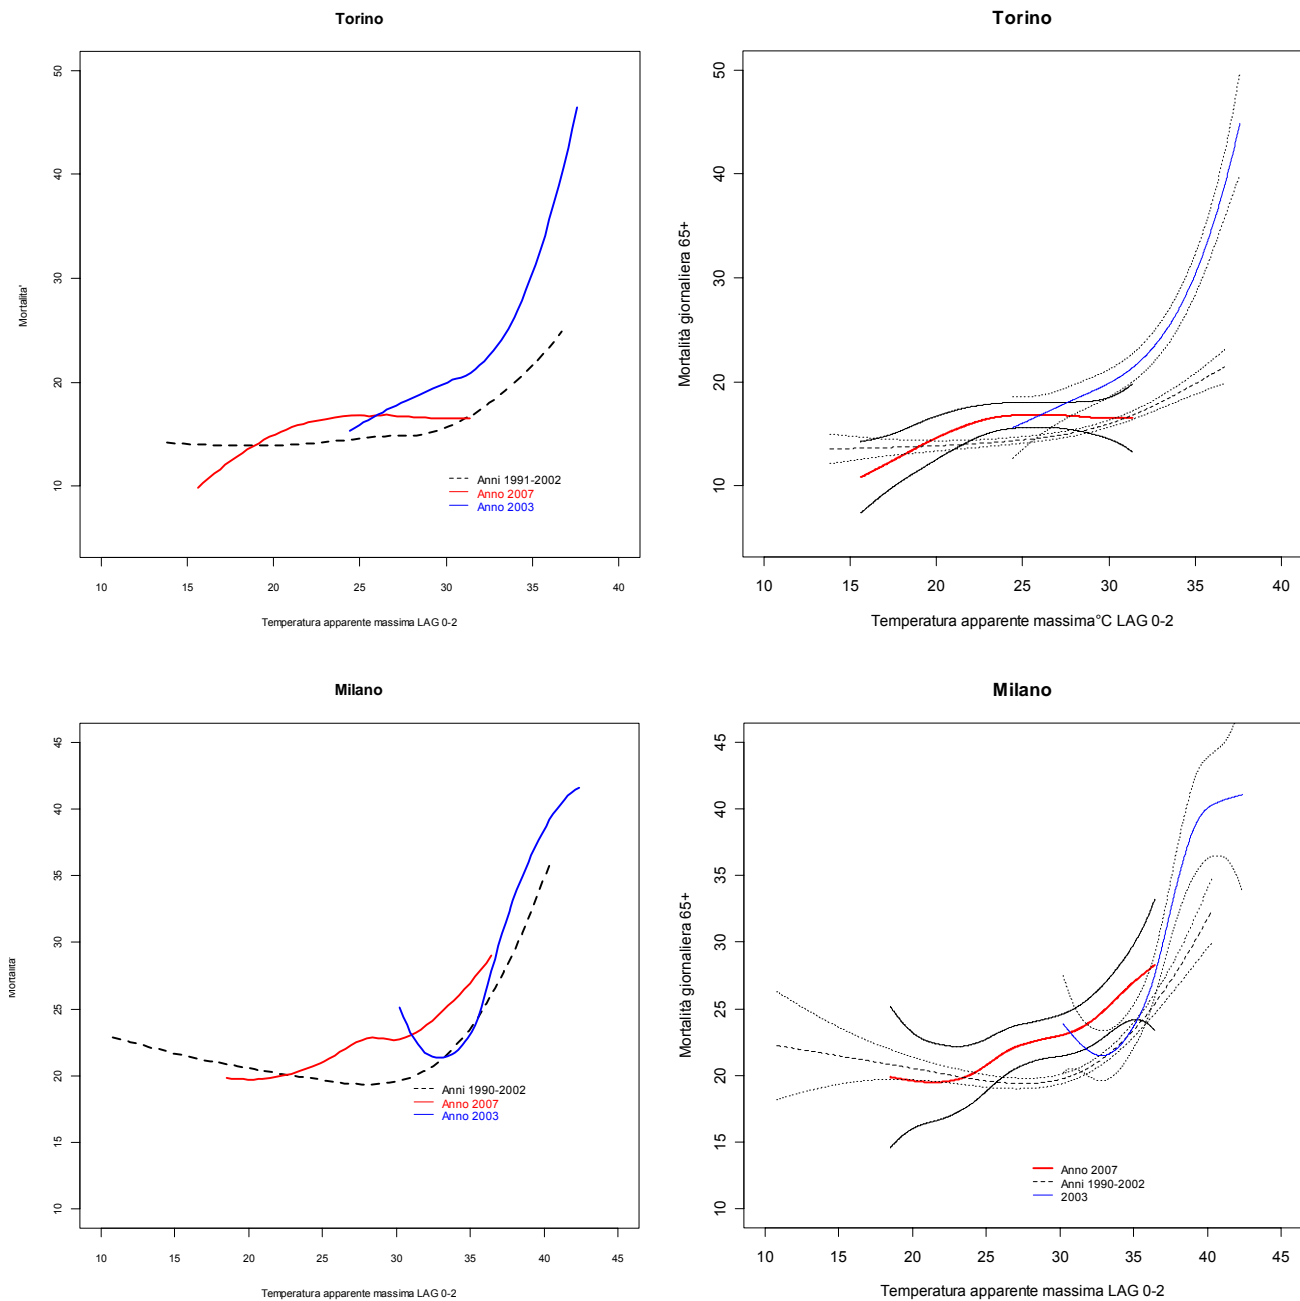 Torino
50
40
30
20
10
Mortalita'
Anni 1991-2002
Anno 2007
Anno 2003
10 15 20 25 30 35 40
Temperatura apparente massima LAG 0-2
Torino
50
40
30
20
10
Mortalità giornaliera 65+
10 15 20 25 30 35 40
Temperatura apparente massima°C LAG 0-2
Milano
45
40
35
30
25
20
15
10
Mortalita'
Anni 1990-2002
Anno 2007
Anno 2003
10 15 20 25 30 35 40 45
Temperatura apparente massima LAG 0-2
Milano
45
40
35
30
25
20
15
10
Mortalità giornaliera 65+
Anno 2007
Anni 1990-2002
2003
10 15 20 25 30 35 40 45
Temperatura apparente massima LAG 0-2